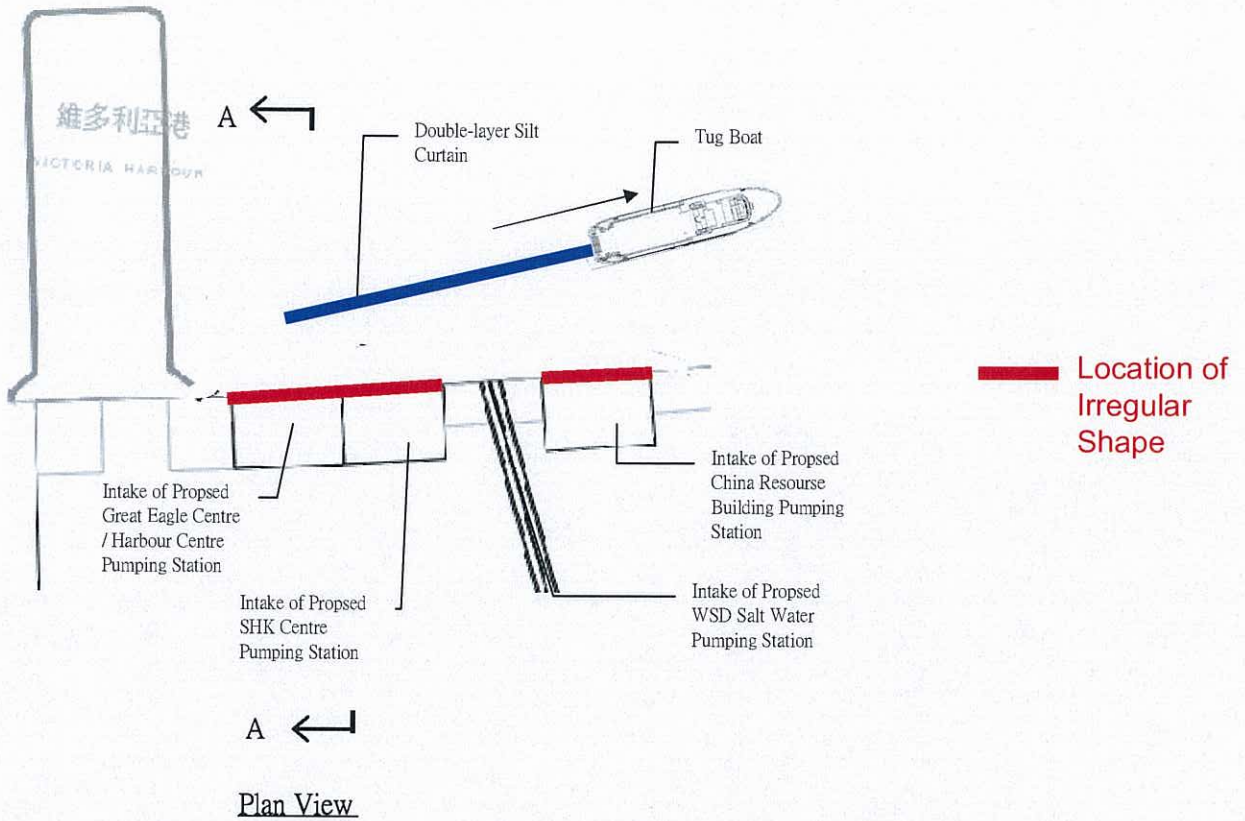 維多利亞港
VICTORIA HARBOUR
A
Double-layer Silt
Curtain
Tug Boat
Location of
Irregular
Shape
Intake of Propsed
Great Eagle Centre
/ Harbour Centre
Pumping Station
Intake of Propsed
SHK Centre
Pumping Station
Intake of Propsed
China Resourse
Building Pumping
Station
Intake of Propsed
WSD Salt Water
Pumping Station
A
Plan View